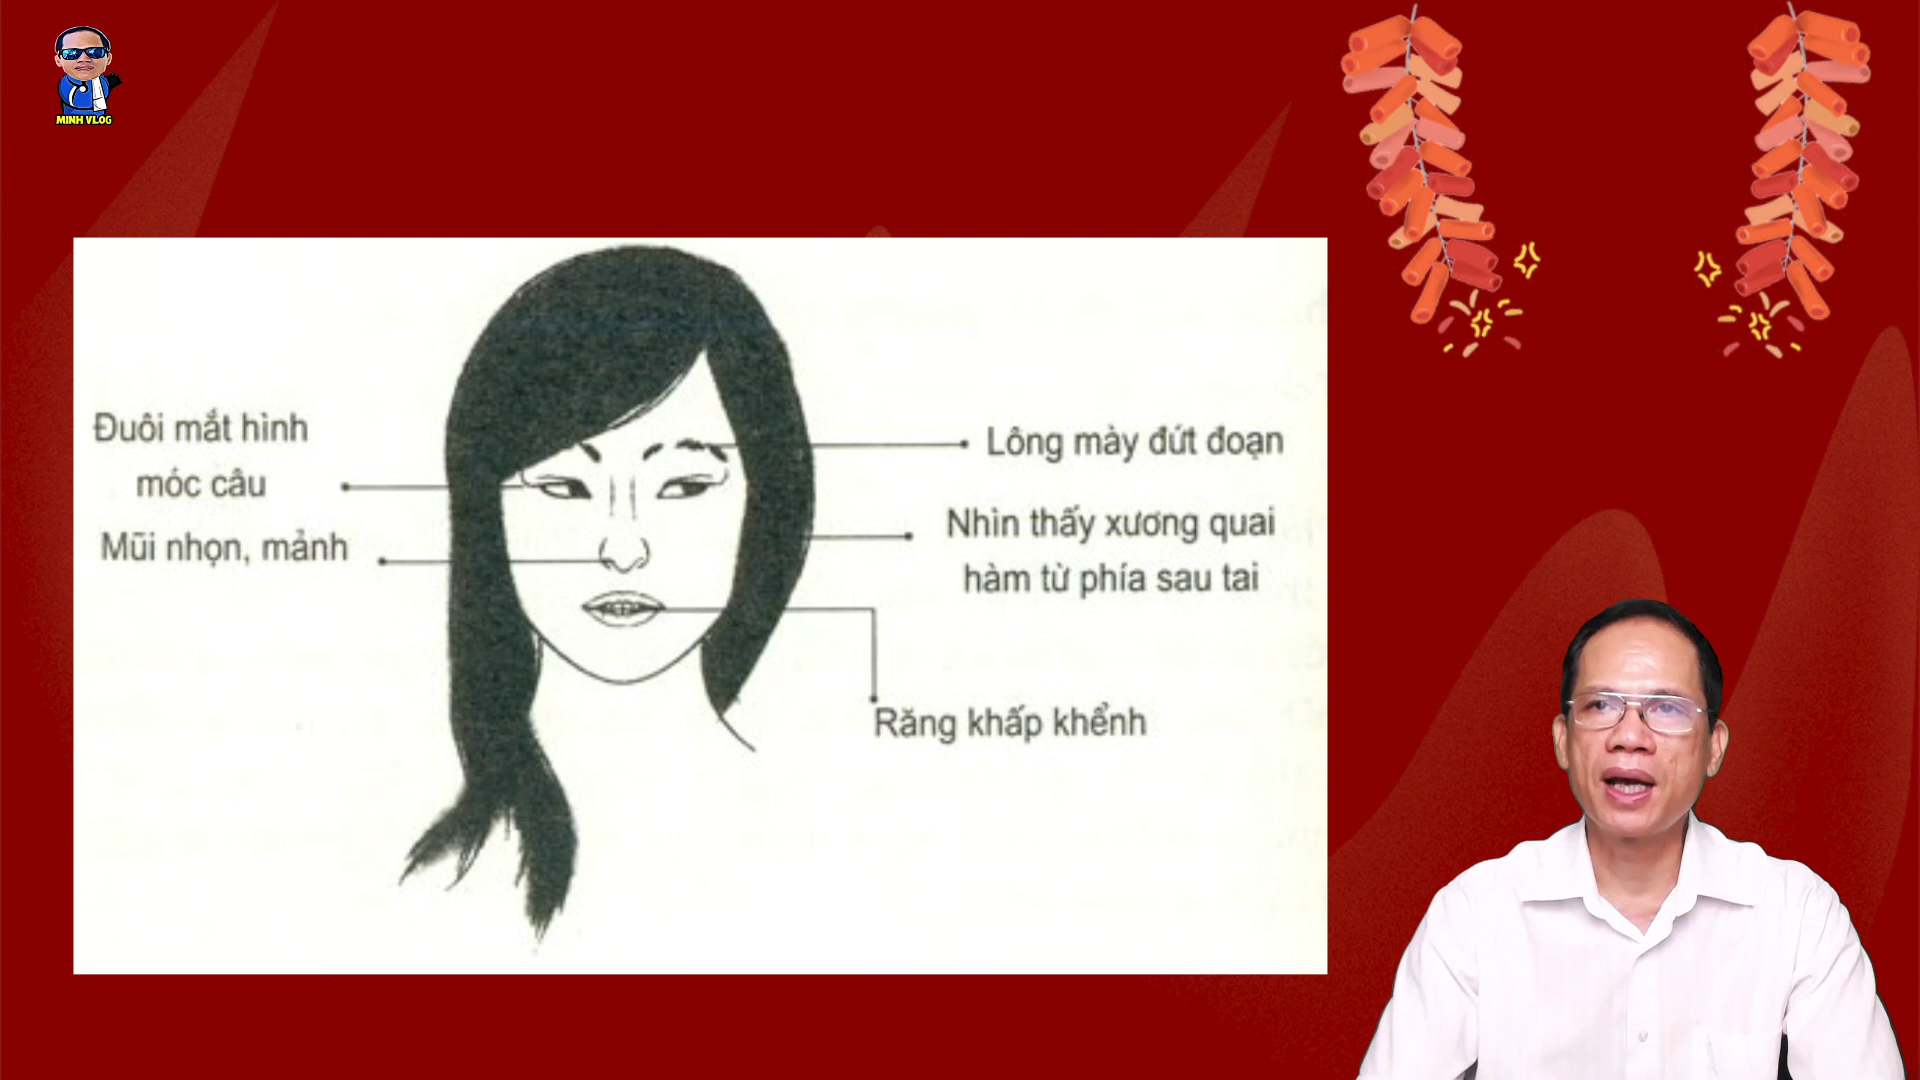 MINH VLOG
Đuôi mắt hình
móc câu
Mũi nhọn, mảnh
Lông mày đứt đoạn
Nhìn thấy xương quai
hàm từ phía sau tai
Răng khấp khểnh